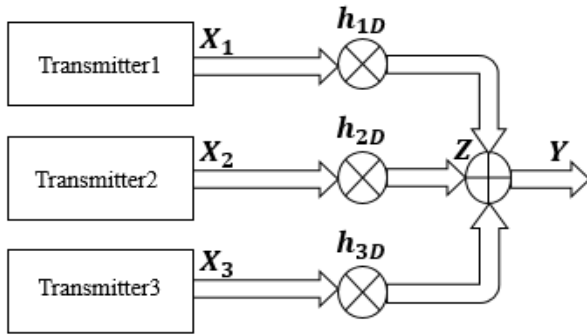 Transmitter1 X₁ h₁D
Transmitter2 X₂ h₂D Z Y
Transmitter3 X₃ h₃D